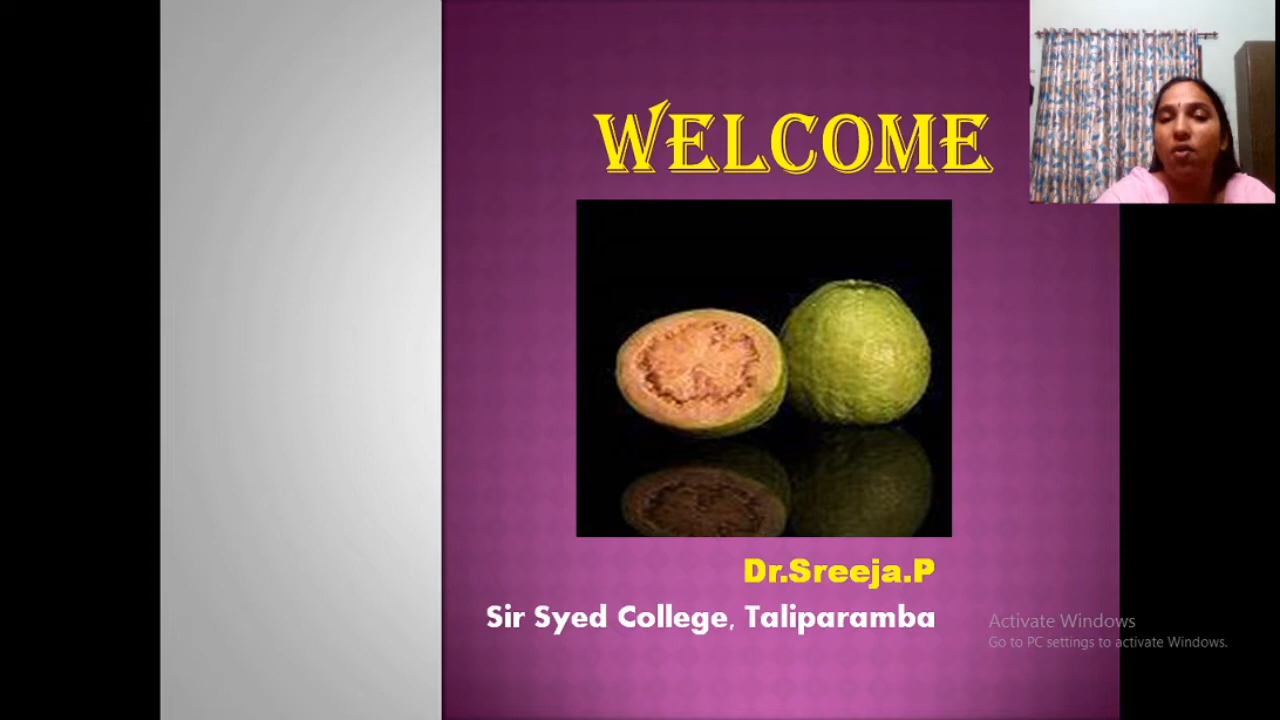 WELCOME
Dr.Sreeja.P
Sir Syed College, Taliparamba
Activate Windows
Go to PC settings to activate Windows.